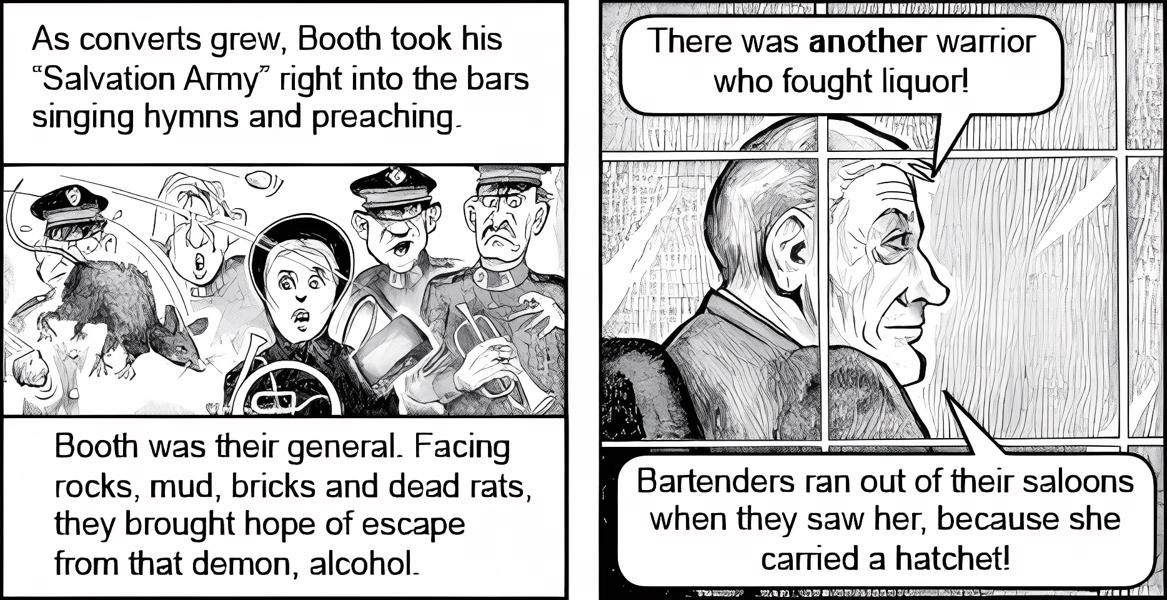 As converts grew, Booth took his
“Salvation Army” right into the bars
singing hymns and preaching.
Booth was their general. Facing
rocks, mud, bricks and dead rats,
they brought hope of escape
from that demon, alcohol.
There was another warrior
who fought liquor!
Bartenders ran out of their saloons
when they saw her, because she
carried a hatchet!